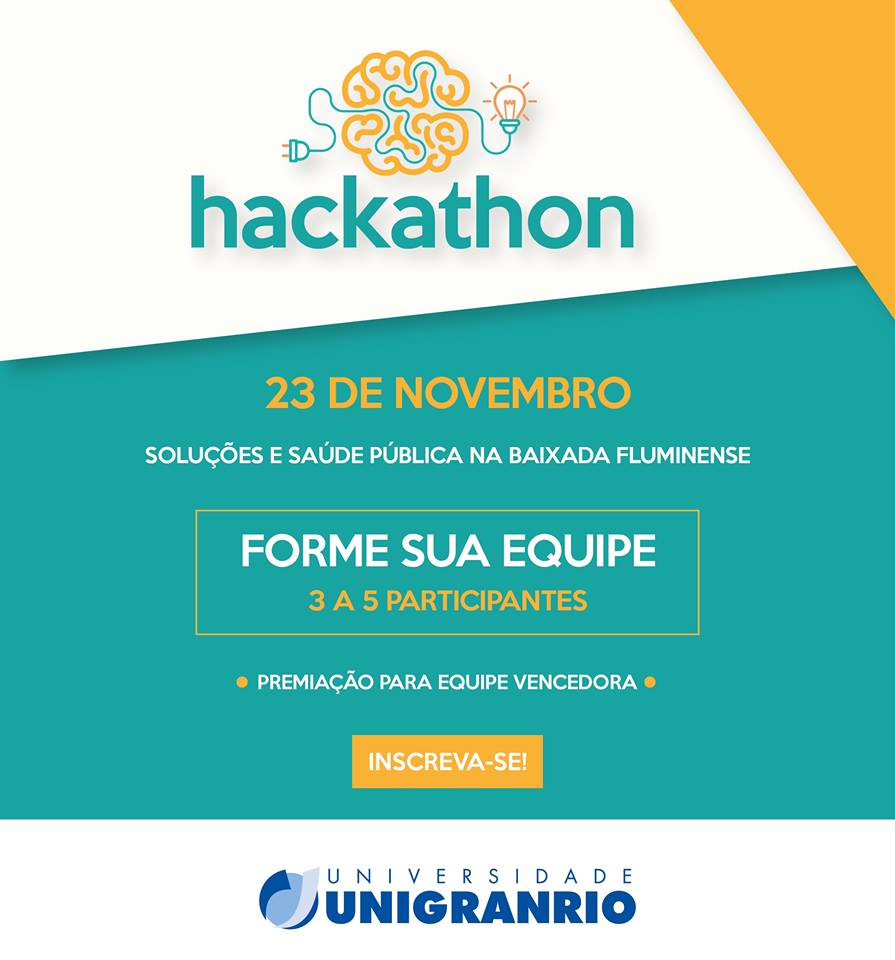 hackathon
23 DE NOVEMBRO
SOLUÇÕES E SAÚDE PÚBLICA NA BAIXADA FLUMINENSE
FORME SUA EQUIPE
3 A 5 PARTICIPANTES
• PREMIAÇÃO PARA EQUIPE VENCEDORA •
INSCREVA-SE!
UNIVERSIDADE
UNIGRANRIO